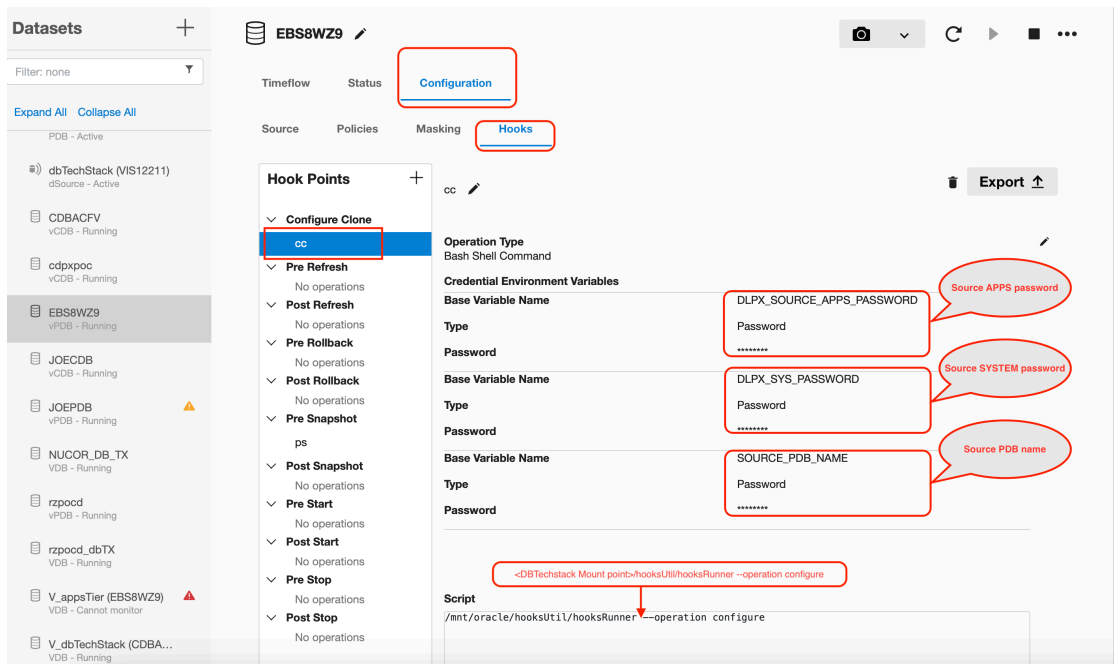 Datasets
Filter: none
Expand All Collapse All
PDB - Active
dbTechStack (VIS12211)
dSource - Active
CDBACFV
vCDB - Running
cdpxpoc
vCDB - Running
EBS8WZ9
vPDB - Running
JOECDB
vCDB - Running
JOEPDB
vPDB - Running
NUCOR_DB_TX
VDB - Running
rzpocd
vPDB - Running
rzpocd_dbTX
VDB - Running
V_appsTier (EBS8WZ9)
VDB - Cannot monitor
V_dbTechStack (CDBA...
VDB - Running
EBS8WZ9
Timeflow Status Configuration
Source Policies Masking Hooks
Hook Points
Configure Clone
cc
Pre Refresh
No operations
Post Refresh
No operations
Pre Rollback
No operations
Post Rollback
No operations
Pre Snapshot
ps
Post Snapshot
No operations
Pre Start
No operations
Post Start
No operations
Pre Stop
No operations
Post Stop
No operations
cc
Export
Operation Type
Bash Shell Command
Credential Environment Variables
Base Variable Name DLPX_SOURCE_APPS_PASSWORD
Type Password
Password ********
Source APPS password
Base Variable Name DLPX_SYS_PASSWORD
Type Password
Password ********
Source SYSTEM password
Base Variable Name SOURCE_PDB_NAME
Type Password
Password ********
Source PDB name
<DBTechstack Mount point>/hooksUtil/hooksRunner --operation configure
Script
/mnt/oracle/hooksUtil/hooksRunner --operation configure